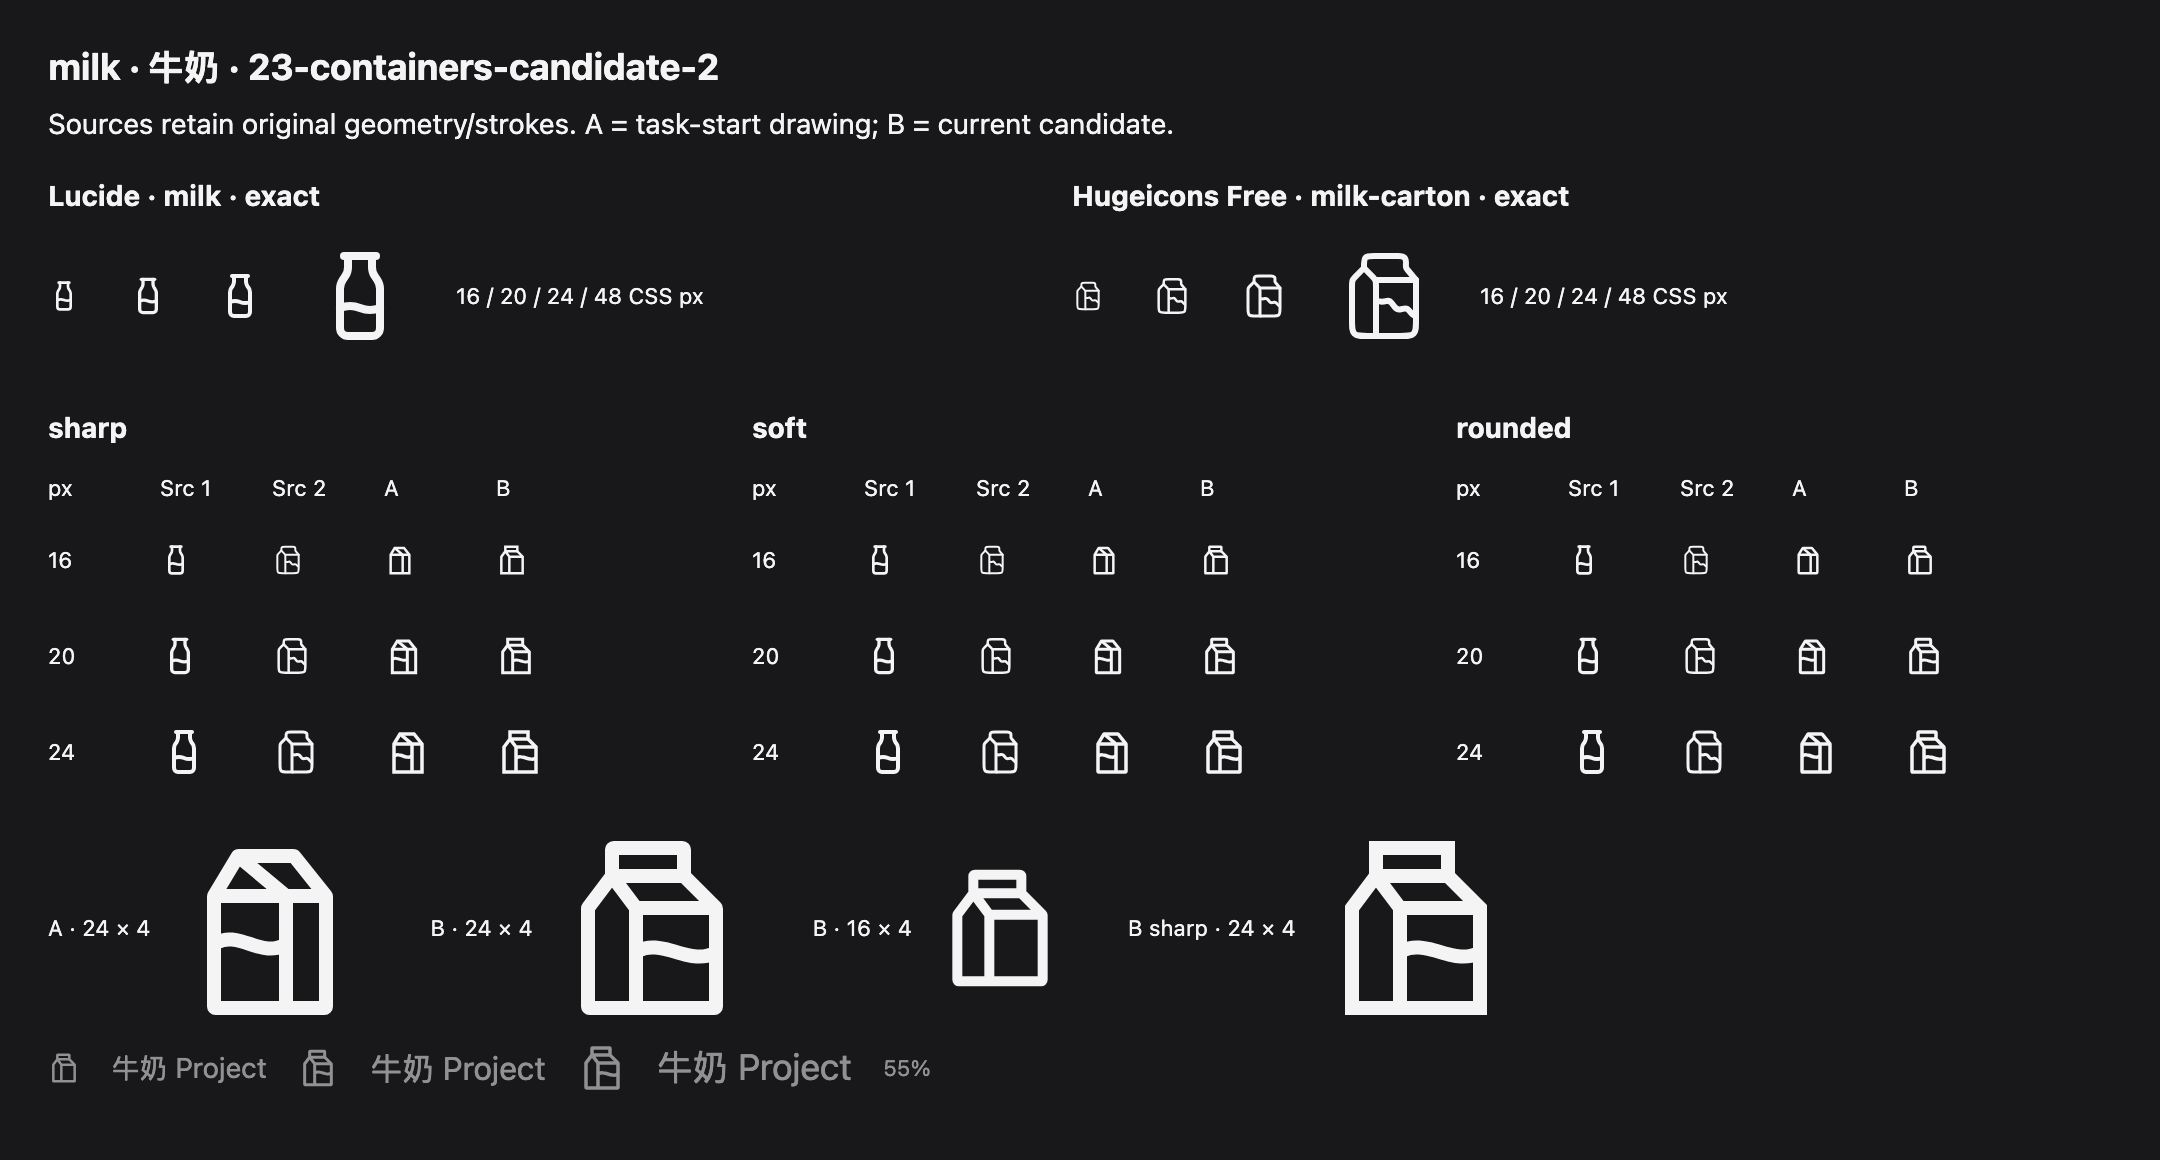 milk · 牛奶 · 23-containers-candidate-2
Sources retain original geometry/strokes. A = task-start drawing; B = current candidate.
Lucide · milk · exact
16 / 20 / 24 / 48 CSS px
Hugeicons Free · milk-carton · exact
16 / 20 / 24 / 48 CSS px
sharp
px Src 1 Src 2 A B
16
20
24
soft
px Src 1 Src 2 A B
16
20
24
rounded
px Src 1 Src 2 A B
16
20
24
A · 24 × 4
B · 24 × 4
B · 16 × 4
B sharp · 24 × 4
牛奶 Project 牛奶 Project 牛奶 Project 55%